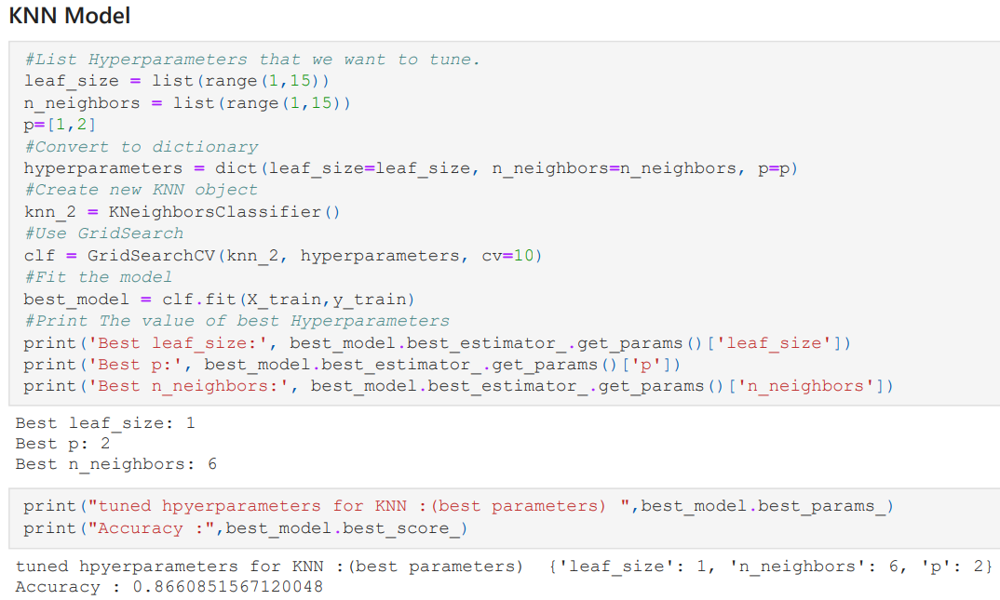 KNN Model
#List Hyperparameters that we want to tune.
leaf_size = list(range(1,15))
n_neighbors = list(range(1,15))
p=[1,2]
#Convert to dictionary
hyperparameters = dict(leaf_size=leaf_size, n_neighbors=n_neighbors, p=p)
#Create new KNN object
knn_2 = KNeighborsClassifier()
#Use GridSearch
clf = GridSearchCV(knn_2, hyperparameters, cv=10)
#Fit the model
best_model = clf.fit(X_train,y_train)
#Print The value of best Hyperparameters
print('Best leaf_size:', best_model.best_estimator_.get_params()['leaf_size'])
print('Best p:', best_model.best_estimator_.get_params()['p'])
print('Best n_neighbors:', best_model.best_estimator_.get_params()['n_neighbors'])
Best leaf_size: 1
Best p: 2
Best n_neighbors: 6
print("tuned hpyerparameters for KNN :(best parameters) ",best_model.best_params_)
print("Accuracy :",best_model.best_score_)
tuned hpyerparameters for KNN :(best parameters)  {'leaf_size': 1, 'n_neighbors': 6, 'p': 2}
Accuracy : 0.8660851567120048